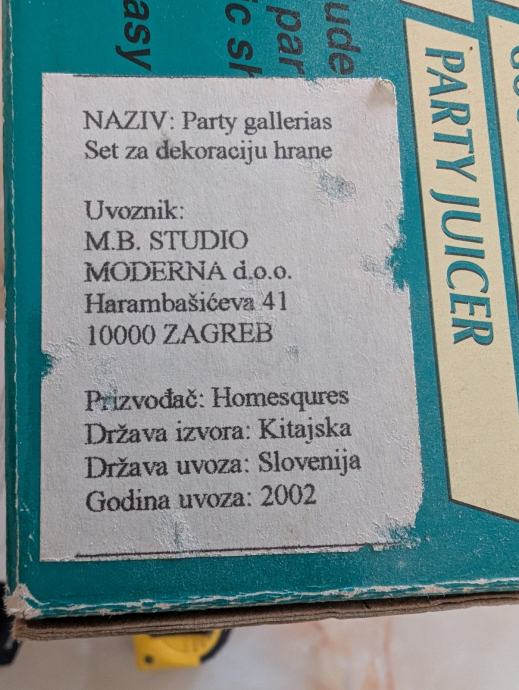 NAZIV: Party gallerias
Set za dekoraciju hrane
Uvoznik:
M.B. STUDIO
MODERNA d.o.o.
Harambašićeva 41
10000 ZAGREB
Prizvođač: Homesqures
Država izvora: Kitajska
Država uvoza: Slovenija
Godina uvoza: 2002
PARTY JUICER